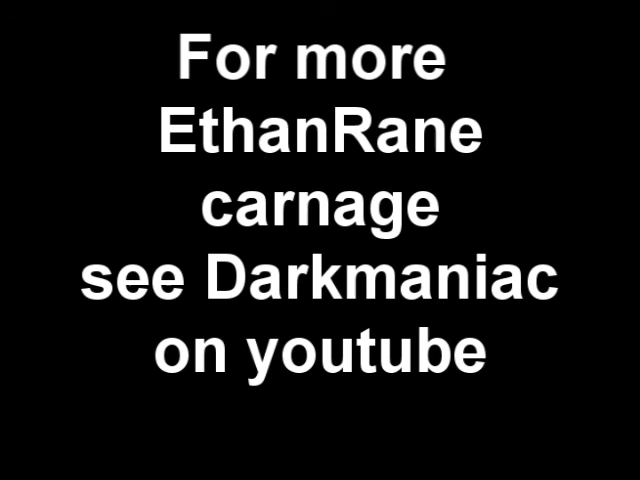 For more
EthanRane
carnage
see Darkmaniac
on youtube